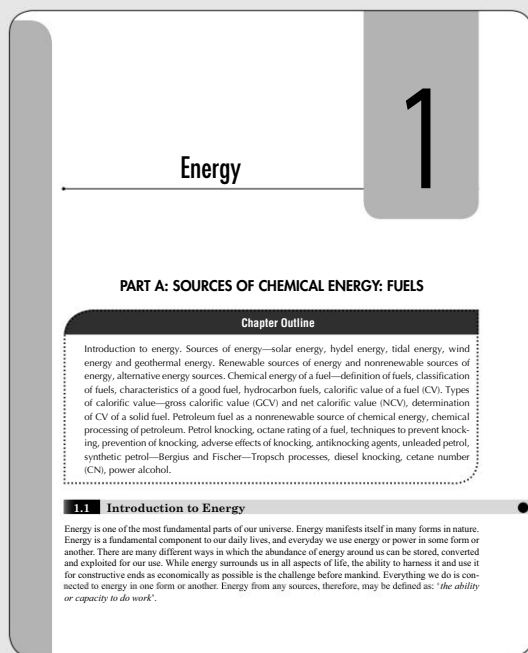 1
Energy
PART A: SOURCES OF CHEMICAL ENERGY: FUELS
Chapter Outline
Introduction to energy. Sources of energy—solar energy, hydel energy, tidal energy, wind
energy and geothermal energy. Renewable sources of energy and nonrenewable sources of
energy, alternative energy sources. Chemical energy of a fuel—definition of fuels, classification
of fuels, characteristics of a good fuel, hydrocarbon fuels, calorific value of a fuel (CV). Types
of calorific value—gross calorific value (GCV) and net calorific value (NCV), determination
of CV of a solid fuel. Petroleum fuel as a nonrenewable source of chemical energy, chemical
processing of petroleum. Petrol knocking, octane rating of a fuel, techniques to prevent knock-
ing, prevention of knocking, adverse effects of knocking, antiknocking agents, unleaded petrol,
synthetic petrol—Bergius and Fischer—Tropsch processes, diesel knocking, cetane number
(CN), power alcohol.
1.1 Introduction to Energy
Energy is one of the most fundamental parts of our universe. Energy manifests itself in many forms in nature.
Energy is a fundamental component to our daily lives, and everyday we use energy or power in some form or
another. There are many different ways in which the abundance of energy around us can be stored, converted
and exploited for our use. While energy surrounds us in all aspects of life, the ability to harness it and use it
for constructive ends as economically as possible is the challenge before mankind. Everything we do is con-
nected to energy in one form or another. Energy from any sources, therefore, may be defined as: ‘the ability
or capacity to do work’.